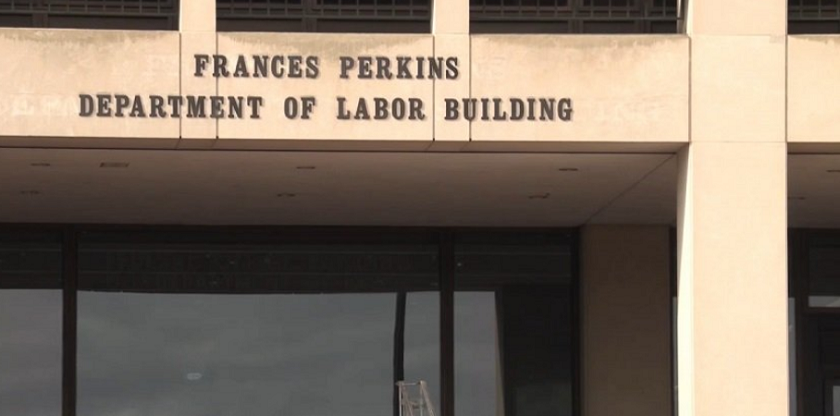 FRANCES PERKINS
DEPARTMENT OF LABOR BUILDING